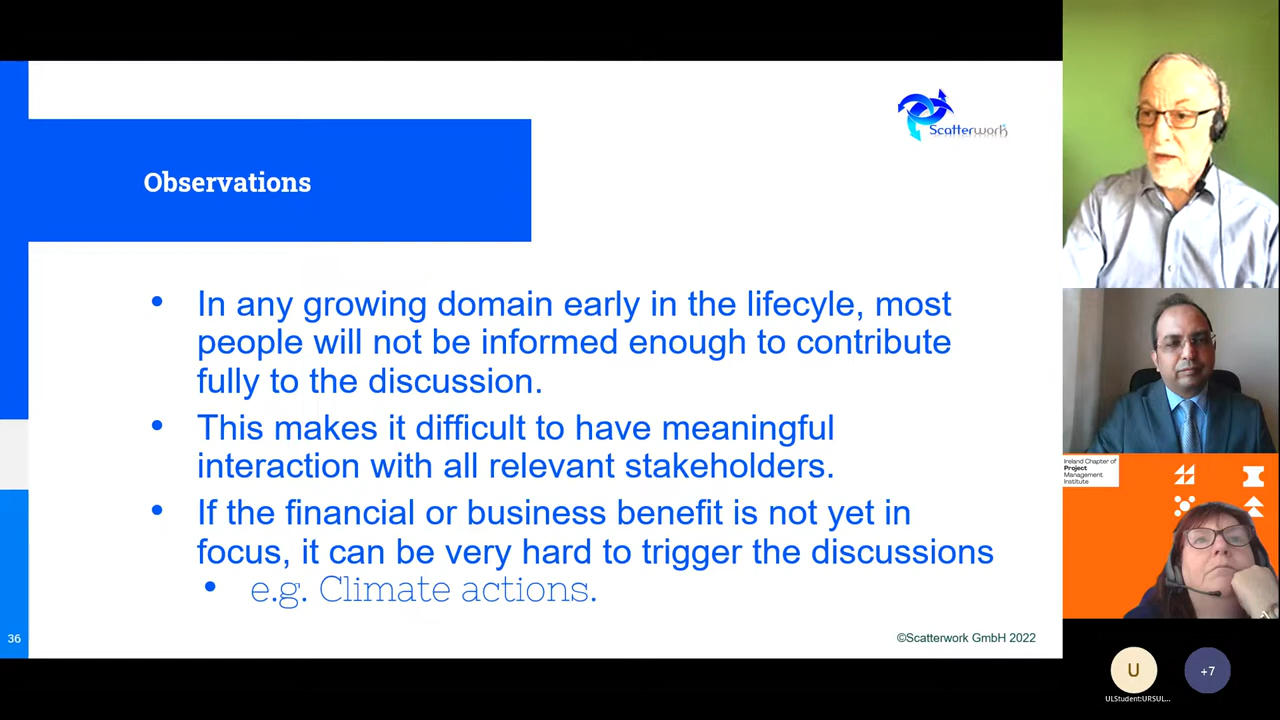 Scatterwork
Observations
• In any growing domain early in the lifecyle, most
people will not be informed enough to contribute
fully to the discussion.
• This makes it difficult to have meaningful
interaction with all relevant stakeholders.
• If the financial or business benefit is not yet in
focus, it can be very hard to trigger the discussions
• e.g. Climate actions.
36
©Scatterwork GmbH 2022
Ireland Chapter of
Project
Management
Institute
U
+7
ULStudent:URSUL...